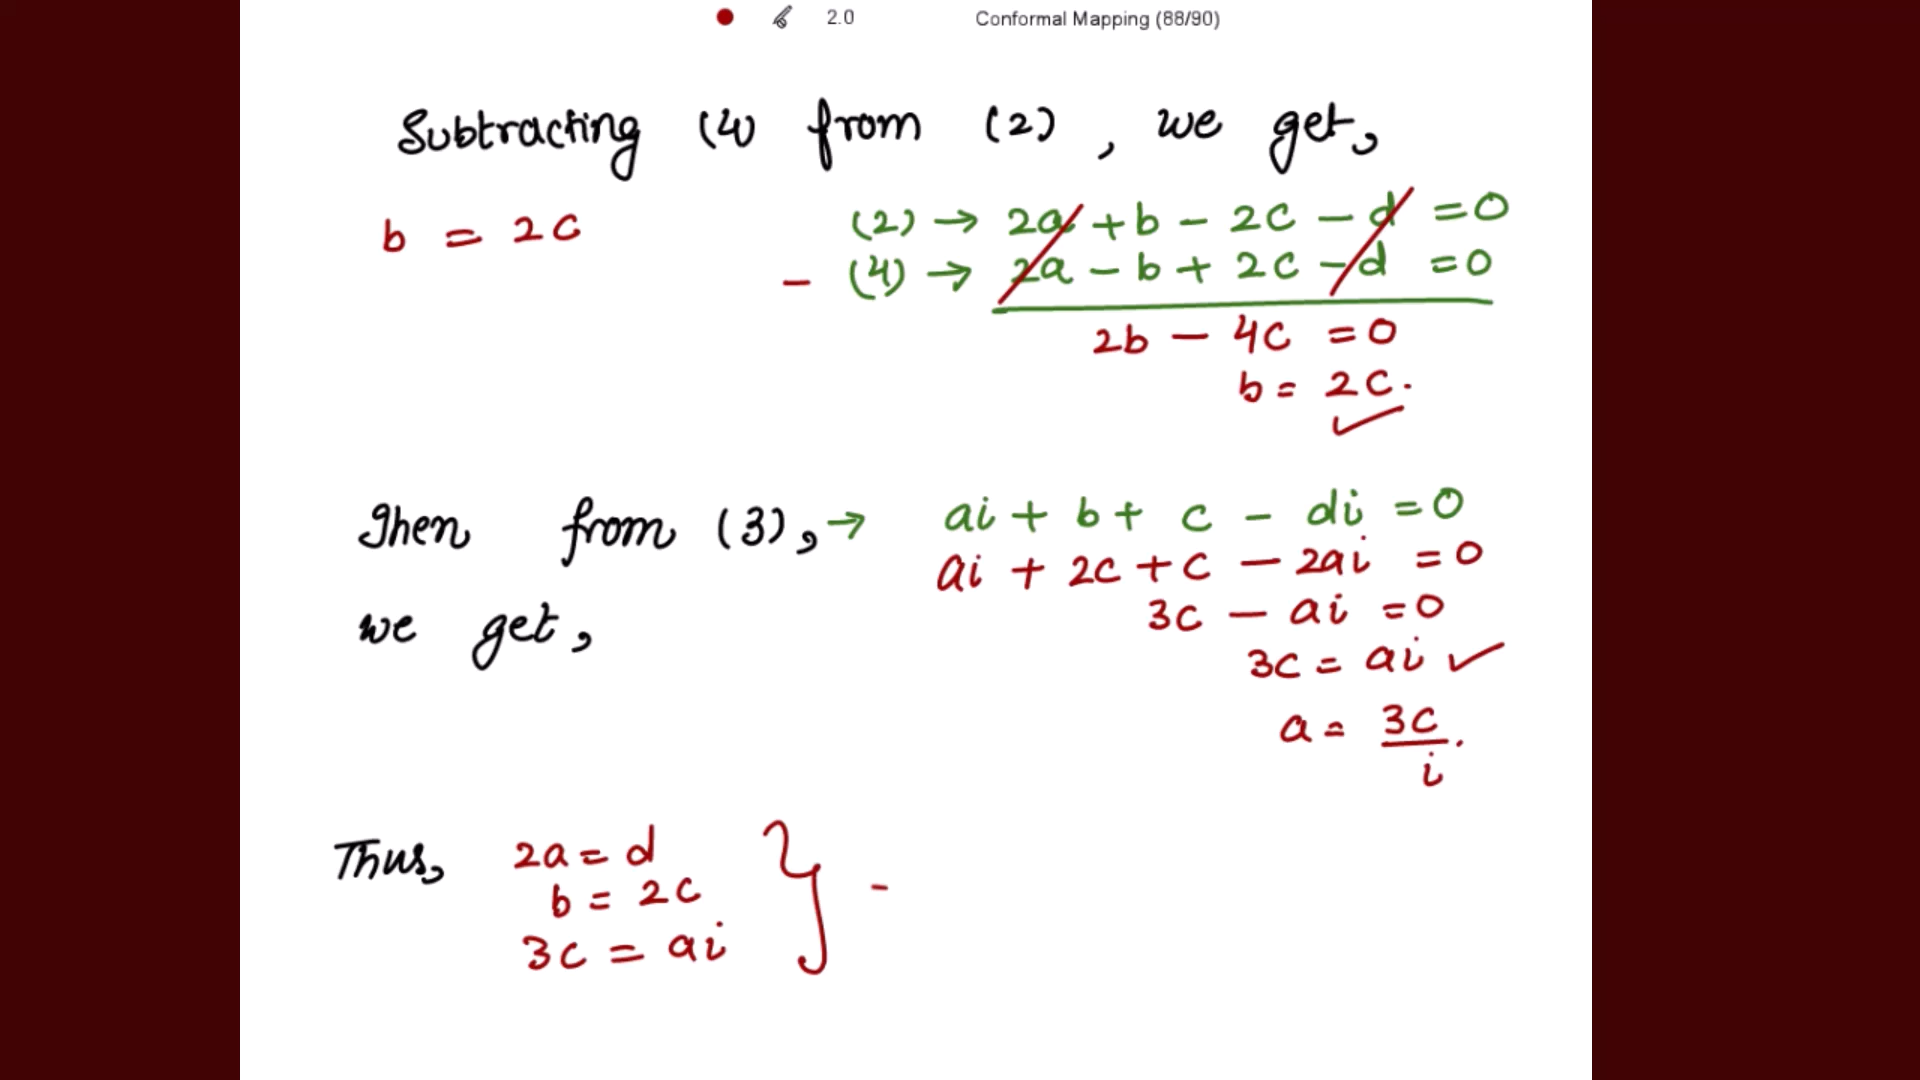 2.0 Conformal Mapping (88/90)
Subtracting (4) from (2), we get,
b = 2c
(2) → 2a + b - 2c - d = 0
- (4) → 2a - b + 2c - d = 0
2b - 4c = 0
b = 2c.
Then from (3), → ai + b + c - di = 0
we get,
ai + 2c + c - 2ai = 0
3c - ai = 0
3c = ai ✓
a = 3c/i.
Thus, 2a = d
b = 2c
3c = ai } -